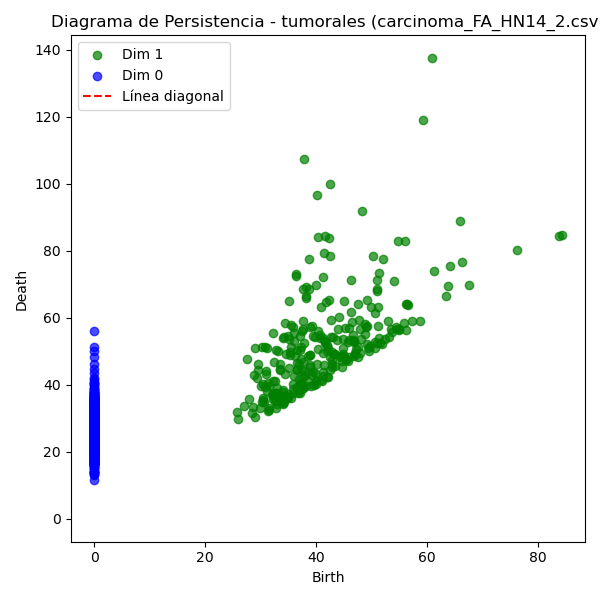 Diagrama de Persistencia - tumorales (carcinoma_FA_HN14_2.csv
Dim 1
Dim 0
Línea diagonal
Death
140
120
100
80
60
40
20
0
0 20 40 60 80
Birth